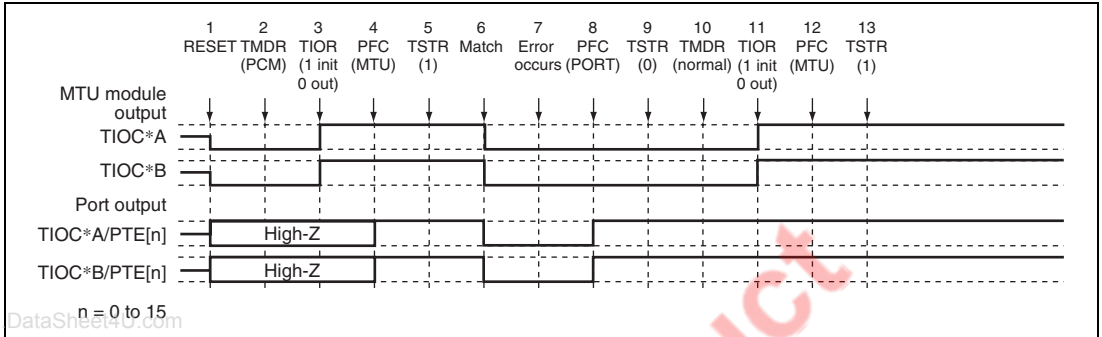 1 2 3 4 5 6 7 8 9 10 11 12 13
RESET TMDR TIOR PFC TSTR Match Error PFC TSTR TMDR TIOR PFC TSTR
(PCM) (1 init (MTU) (1) occurs (PORT) (0) (normal) (1 init (MTU) (1)
0 out) 0 out)
MTU module
output
TIOC*A
TIOC*B
Port output
TIOC*A/PTE[n] High-Z
TIOC*B/PTE[n] High-Z
n = 0 to 15
DataSheet4U.com
uct